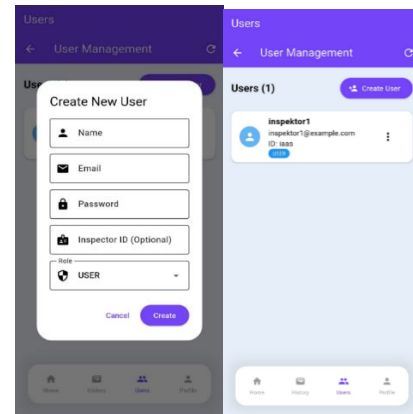 Users
User Management
Create New User
Name
Email
Password
Inspector ID (Optional)
Role
USER
Cancel
Create
Home
History
Users
Profile
Users
User Management
Users (1)
Create User
inspektor1
inspektor1@example.com
ID: iaas
USER
Home
History
Users
Profile